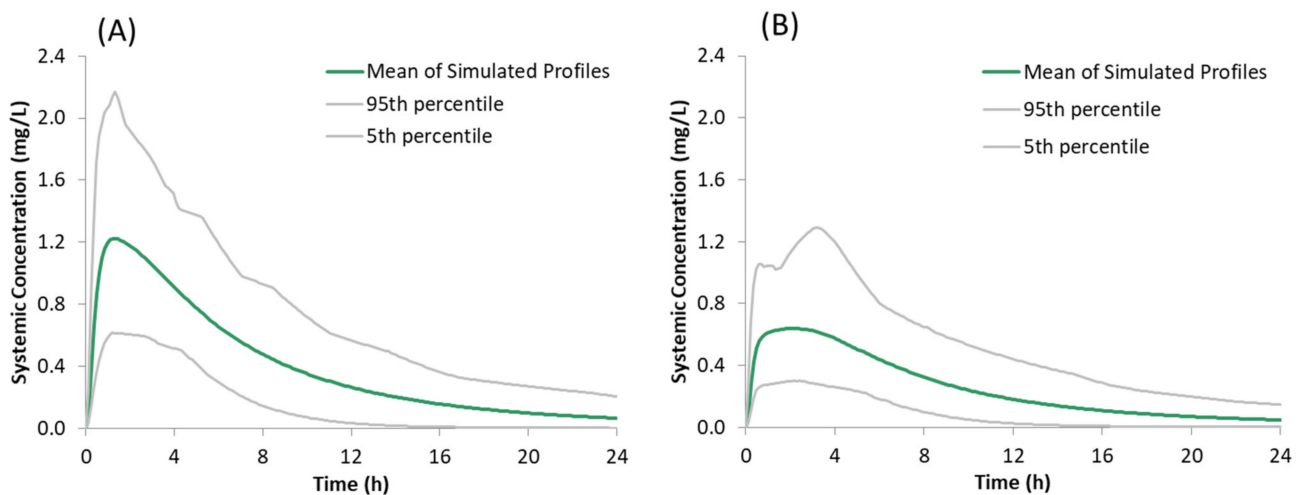 (A)
Systemic Concentration (mg/L)
2.4
2.0
1.6
1.2
0.8
0.4
0.0
Mean of Simulated Profiles
95th percentile
5th percentile
0 4 8 12 16 20 24
Time (h)
(B)
Systemic Concentration (mg/L)
2.4
2.0
1.6
1.2
0.8
0.4
0.0
Mean of Simulated Profiles
95th percentile
5th percentile
0 4 8 12 16 20 24
Time (h)